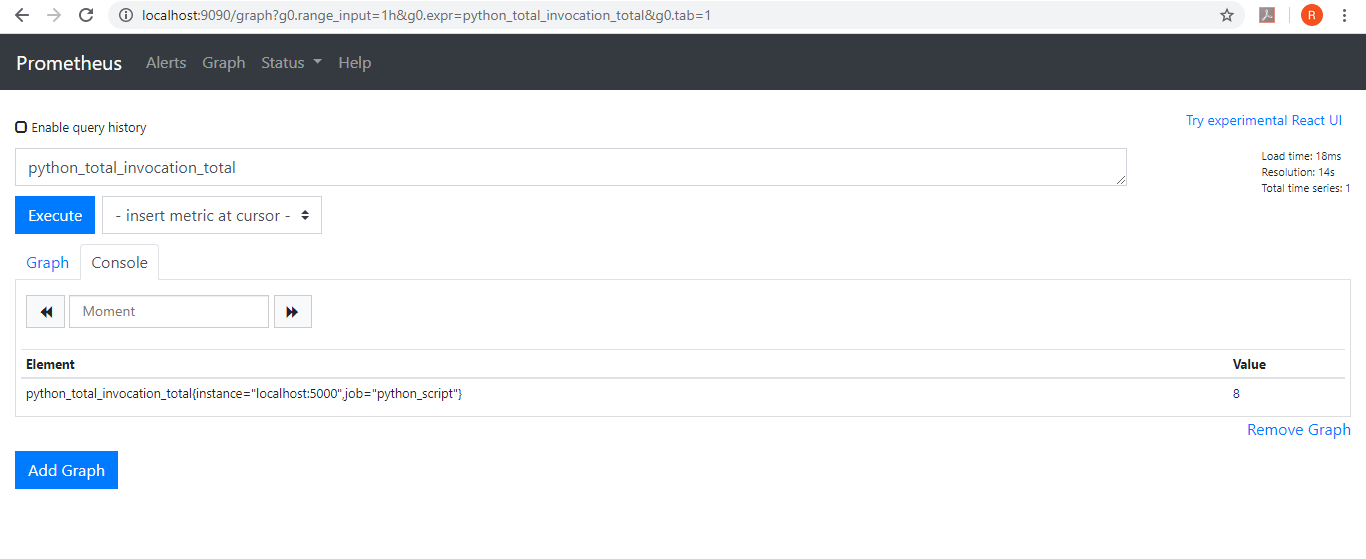 localhost:9090/graph?g0.range_input=1h&g0.expr=python_total_invocation_total&g0.tab=1
R
Prometheus Alerts Graph Status Help
Enable query history
Try experimental React UI
python_total_invocation_total
Load time: 18ms
Resolution: 14s
Total time series: 1
Execute - insert metric at cursor -
Graph Console
Moment
Element Value
python_total_invocation_total{instance="localhost:5000",job="python_script"} 8
Remove Graph
Add Graph